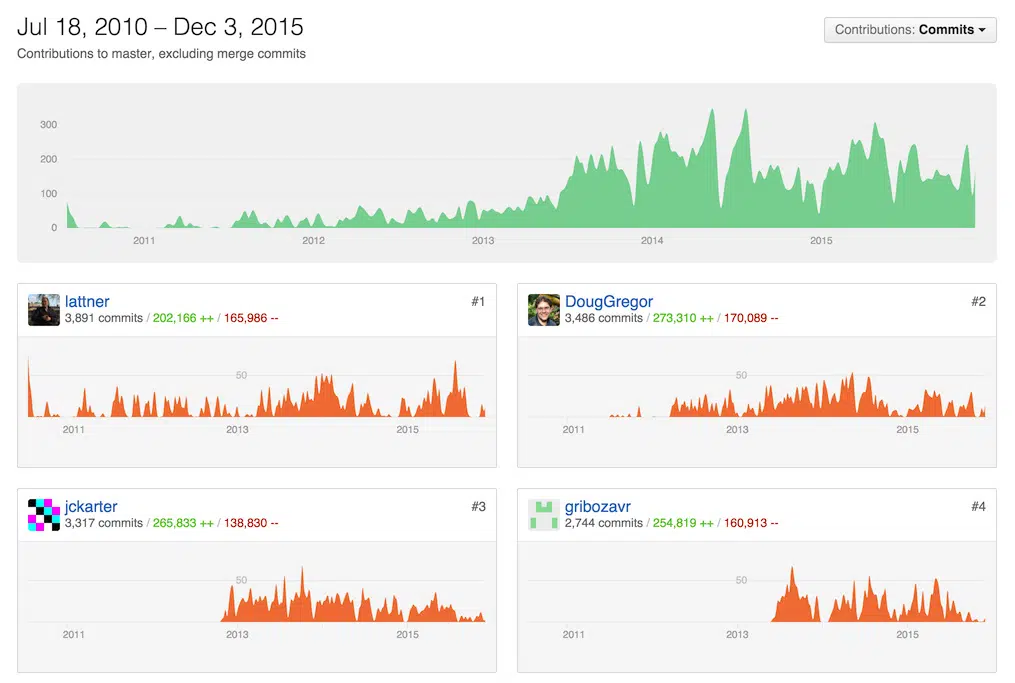 Jul 18, 2010 – Dec 3, 2015
Contributions: Commits
Contributions to master, excluding merge commits
300
200
100
0
2011 2012 2013 2014 2015
lattner #1
3,891 commits / 202,166 ++ / 165,986 --
50
2011 2013 2015
DougGregor #2
3,486 commits / 273,310 ++ / 170,089 --
50
2011 2013 2015
jckarter #3
3,317 commits / 265,833 ++ / 138,830 --
50
2011 2013 2015
gribozavr #4
2,744 commits / 254,819 ++ / 160,913 --
50
2011 2013 2015